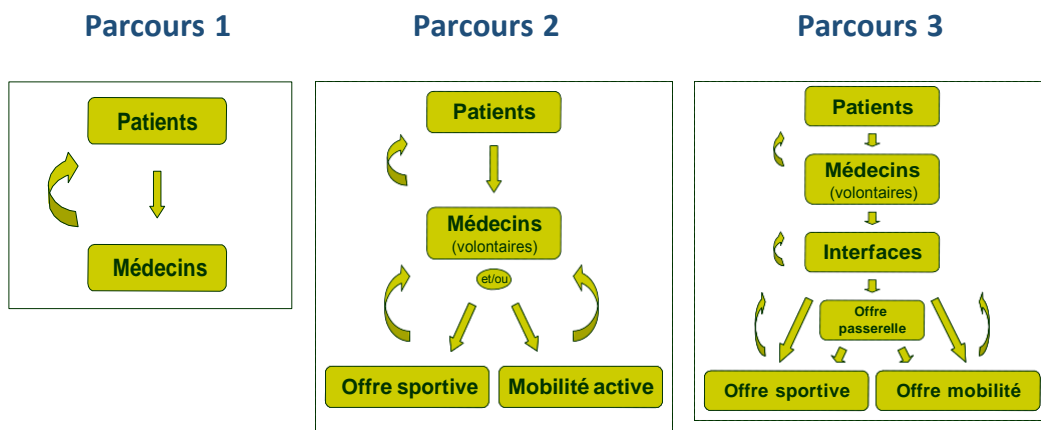 Parcours 1
Parcours 2
Parcours 3
Patients
Médecins
Patients
Médecins
(volontaires)
et/ou
Offre sportive
Mobilité active
Patients
Médecins
(volontaires)
Interfaces
Offre
passerelle
Offre sportive
Offre mobilité